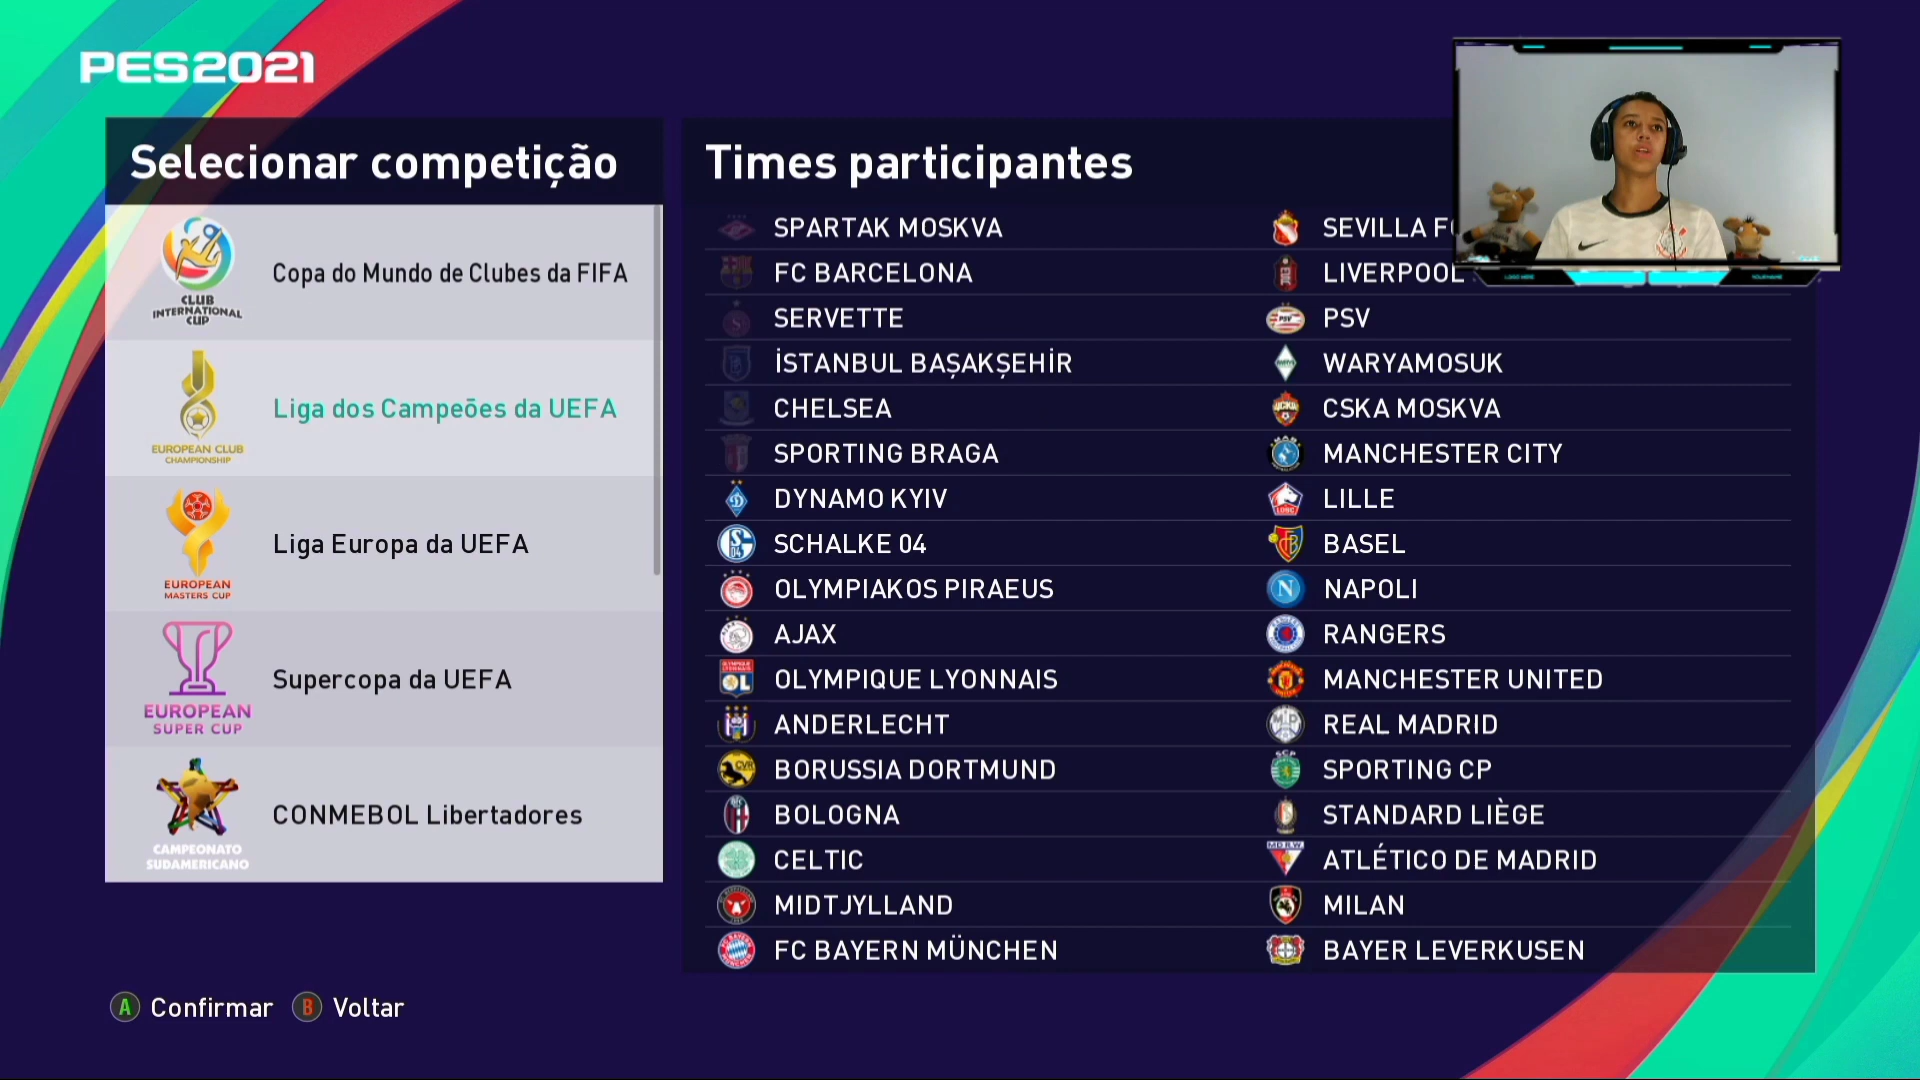 PES2021
Selecionar competição
CLUB
INTERNATIONAL
CUP
Copa do Mundo de Clubes da FIFA
EUROPEAN CLUB
CHAMPIONSHIP
Liga dos Campeões da UEFA
EUROPEAN
MASTERS CUP
Liga Europa da UEFA
EUROPEAN
SUPER CUP
Supercopa da UEFA
CAMPEONATO
SUDAMERICANO
CONMEBOL Libertadores
Times participantes
SPARTAK MOSKVA
SEVILLA
FC BARCELONA
LIVERPOOL
SERVETTE
PSV
İSTANBUL BAŞAKŞEHİR
WARYAMOSUK
CHELSEA
CSKA MOSKVA
SPORTING BRAGA
MANCHESTER CITY
DYNAMO KYIV
LILLE
SCHALKE 04
BASEL
OLYMPIAKOS PIRAEUS
NAPOLI
AJAX
RANGERS
OLYMPIQUE LYONNAIS
MANCHESTER UNITED
ANDERLECHT
REAL MADRID
BORUSSIA DORTMUND
SPORTING CP
BOLOGNA
STANDARD LIÈGE
CELTIC
ATLÉTICO DE MADRID
MIDTJYLLAND
MILAN
FC BAYERN MÜNCHEN
BAYER LEVERKUSEN
A Confirmar B Voltar